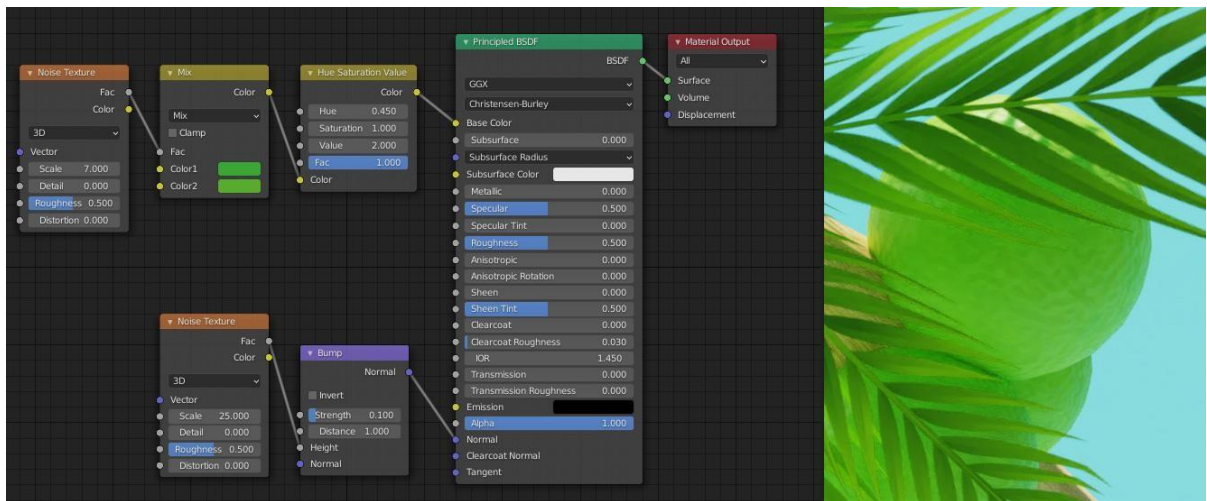 Noise Texture
Fac
Color
3D
Vector
Scale 7.000
Detail 0.000
Roughness 0.500
Distortion 0.000
Mix
Color
Mix
Clamp
Fac
Color1
Color2
Hue Saturation Value
Color
Hue 0.450
Saturation 1.000
Value 2.000
Fac 1.000
Color
Noise Texture
Fac
Color
3D
Vector
Scale 25.000
Detail 0.000
Roughness 0.500
Distortion 0.000
Bump
Normal
Invert
Strength 0.100
Distance 1.000
Height
Normal
Principled BSDF
BSDF
GGX
Christensen-Burley
Base Color
Subsurface 0.000
Subsurface Radius
Subsurface Color
Metallic 0.000
Specular 0.500
Specular Tint 0.000
Roughness 0.500
Anisotropic 0.000
Anisotropic Rotation 0.000
Sheen 0.000
Sheen Tint 0.500
Clearcoat 0.000
Clearcoat Roughness 0.030
IOR 1.450
Transmission 0.000
Transmission Roughness 0.000
Emission
Alpha 1.000
Normal
Clearcoat Normal
Tangent
Material Output
All
Surface
Volume
Displacement